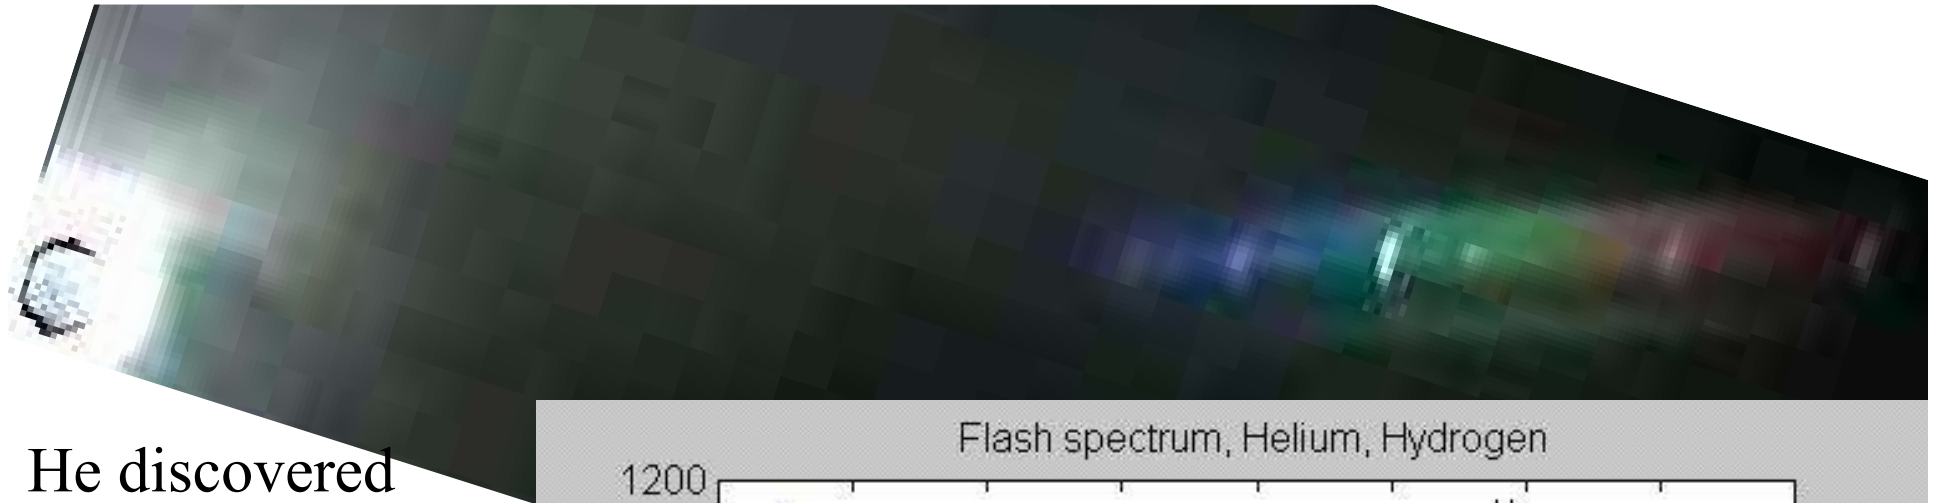 Flash spectrum, Helium, Hydrogen
He discovered
1200